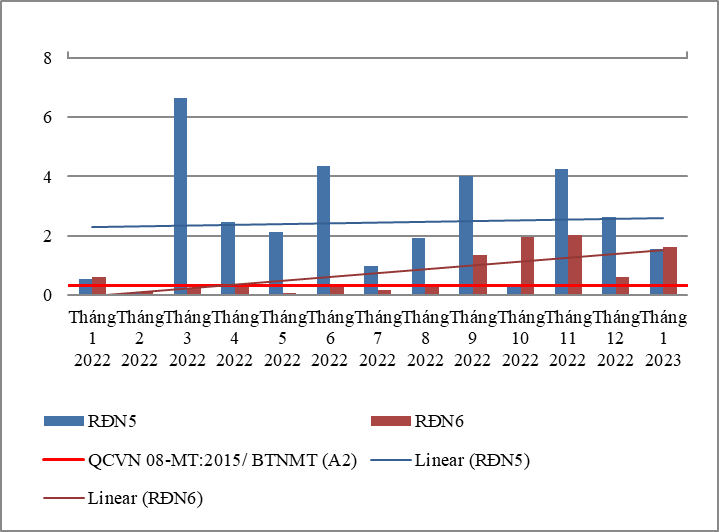 8
6
4
2
0
Tháng Tháng Tháng Tháng Tháng Tháng Tháng Tháng Tháng Tháng Tháng Tháng Tháng
1 2 3 4 5 6 7 8 9 10 11 12 1
2022 2022 2022 2022 2022 2022 2022 2022 2022 2022 2022 2022 2023
RĐN5 RĐN6
QCVN 08-MT:2015/ BTNMT (A2) Linear (RĐN5)
Linear (RĐN6)